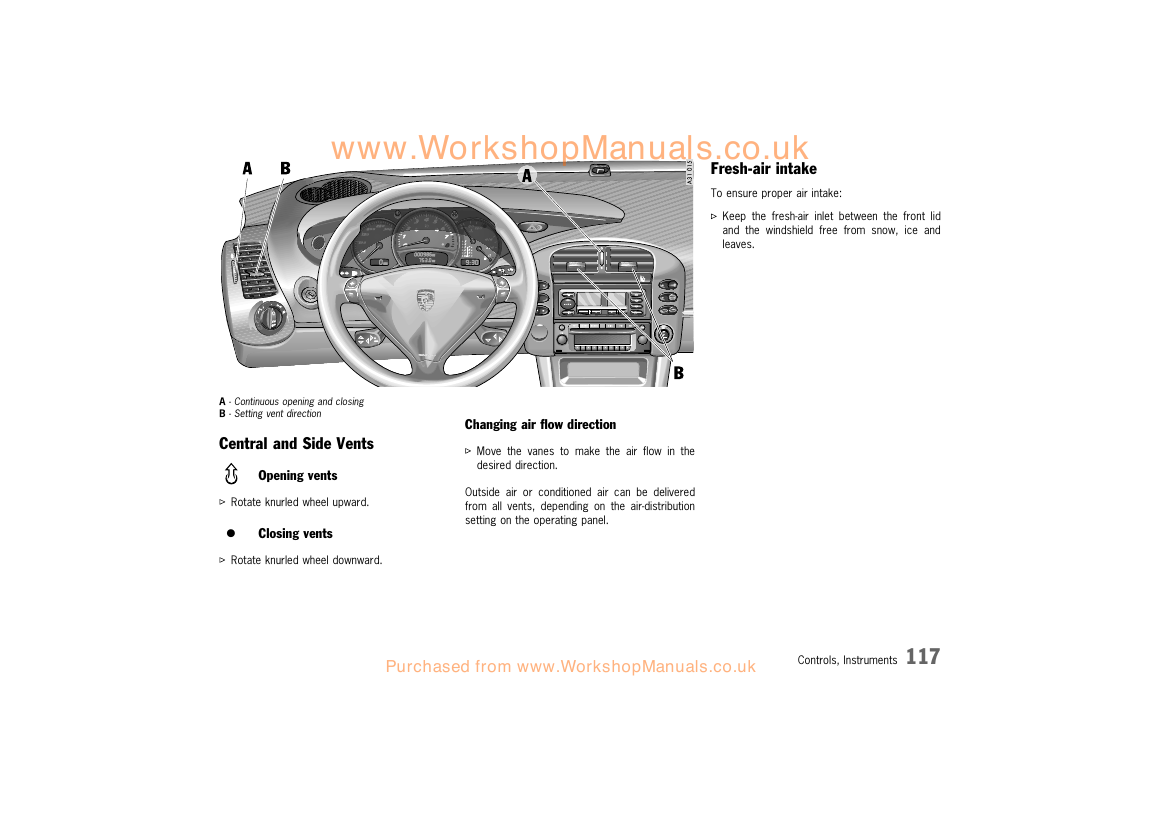 www.WorkshopManuals.co.uk
A
B
A
A31015
000986
9:30
B
A - Continuous opening and closing
B - Setting vent direction
Central and Side Vents
Opening vents
▷ Rotate knurled wheel upward.
Closing vents
▷ Rotate knurled wheel downward.
Changing air flow direction
▷ Move the vanes to make the air flow in the
desired direction.
Outside air or conditioned air can be delivered
from all vents, depending on the air-distribution
setting on the operating panel.
Fresh-air intake
To ensure proper air intake:
▷ Keep the fresh-air inlet between the front lid
and the windshield free from snow, ice and
leaves.
Controls, Instruments 117
Purchased from www.WorkshopManuals.co.uk